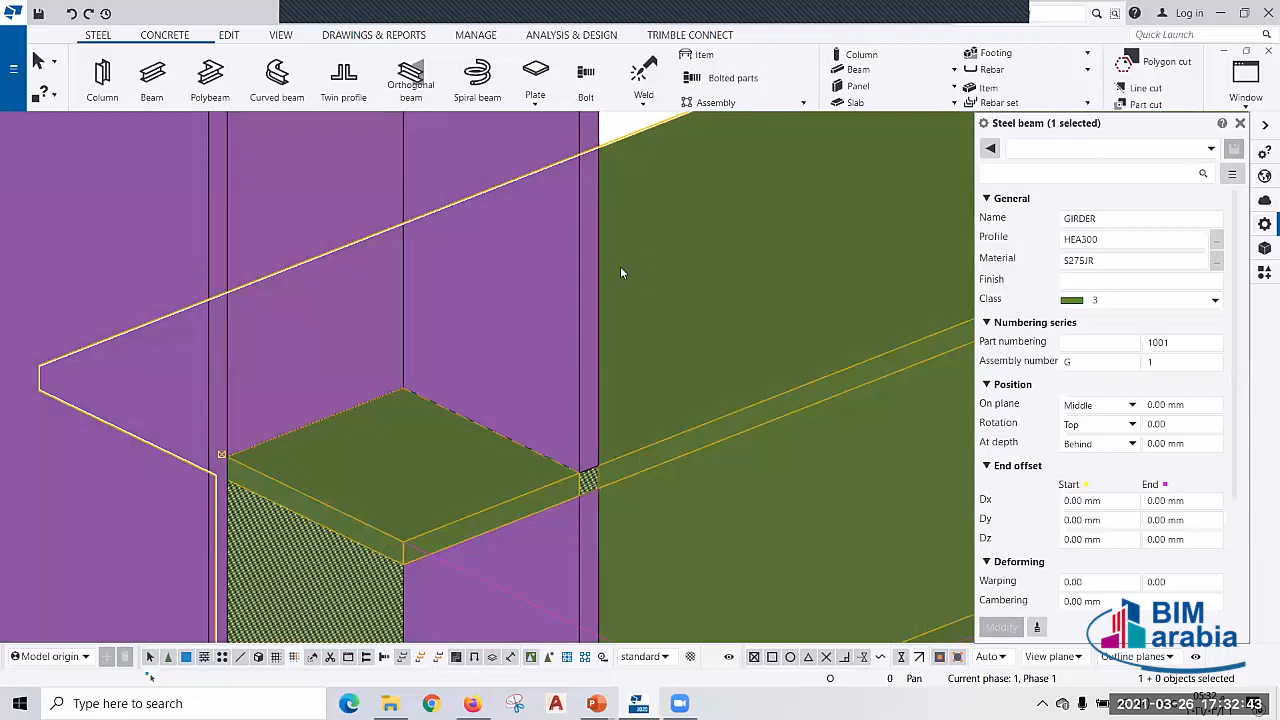 Log in
STEEL CONCRETE EDIT VIEW DRAWINGS & REPORTS MANAGE ANALYSIS & DESIGN TRIMBLE CONNECT
Quick Launch
Column
Beam
Polybeam
Curved beam
Twin profile
Orthogonal beam
Spiral beam
Plate
Bolt
Weld
Item
Bolted parts
Assembly
Column
Beam
Panel
Slab
Footing
Rebar
Item
Rebar set
Polygon cut
Line cut
Part cut
Window
Steel beam (1 selected)
General
Name GIRDER
Profile HEA300
Material S275JR
Finish
Class 3
Numbering series
Part numbering 1001
Assembly number G 1
Position
On plane Middle 0.00 mm
Rotation Top 0.00
At depth Behind 0.00 mm
End offset
Start End
Dx 0.00 mm 0.00 mm
Dy 0.00 mm 0.00 mm
Dz 0.00 mm 0.00 mm
Deforming
Warping 0.00 0.00
Cambering 0.00 mm
Modify
BIM
arabia
Model origin standard Auto View plane Outline planes
O 0 Pan Current phase: 1, Phase 1 1 + 0 objects selected
Type here to search
05:32
2021-03-26 17:32:43